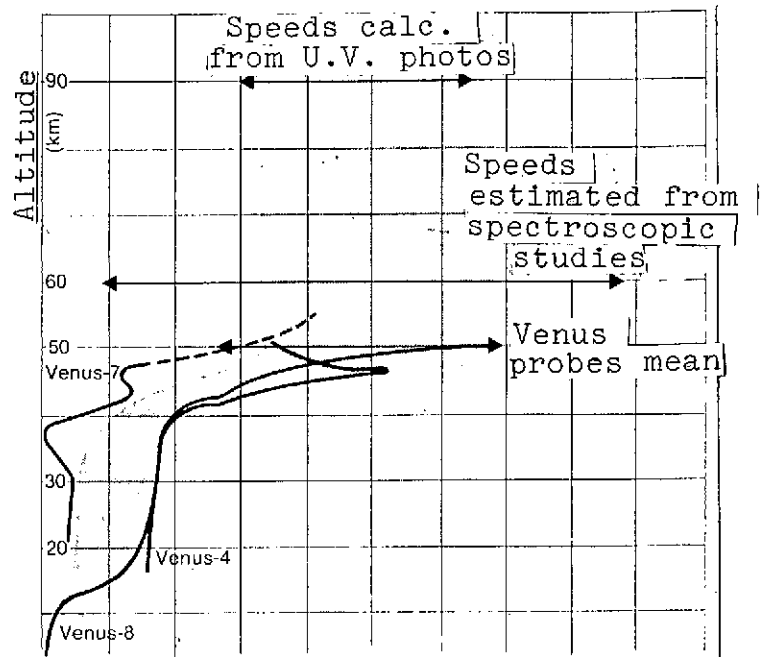 Speeds calc.
from U.V. photos
90
Altitude
(km)
Speeds
estimated from
spectroscopic
studies
60
50
Venus
probes mean
Venus-7
30
20
Venus-4
Venus-8